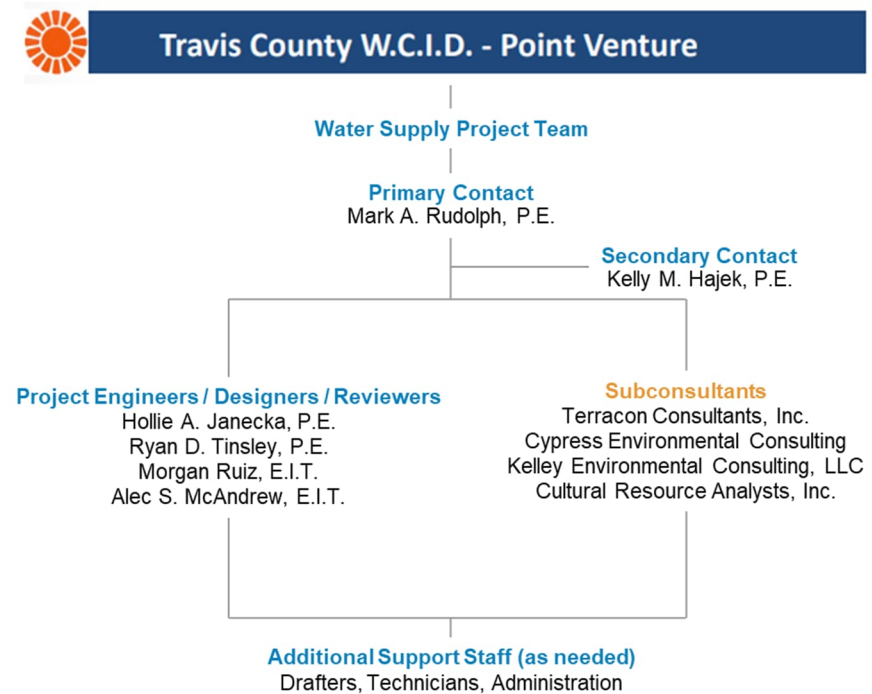 Travis County W.C.I.D. - Point Venture
Water Supply Project Team
Primary Contact
Mark A. Rudolph, P.E.
Secondary Contact
Kelly M. Hajek, P.E.
Project Engineers / Designers / Reviewers
Hollie A. Janecka, P.E.
Ryan D. Tinsley, P.E.
Morgan Ruiz, E.I.T.
Alec S. McAndrew, E.I.T.
Subconsultants
Terracon Consultants, Inc.
Cypress Environmental Consulting
Kelley Environmental Consulting, LLC
Cultural Resource Analysts, Inc.
Additional Support Staff (as needed)
Drafters, Technicians, Administration